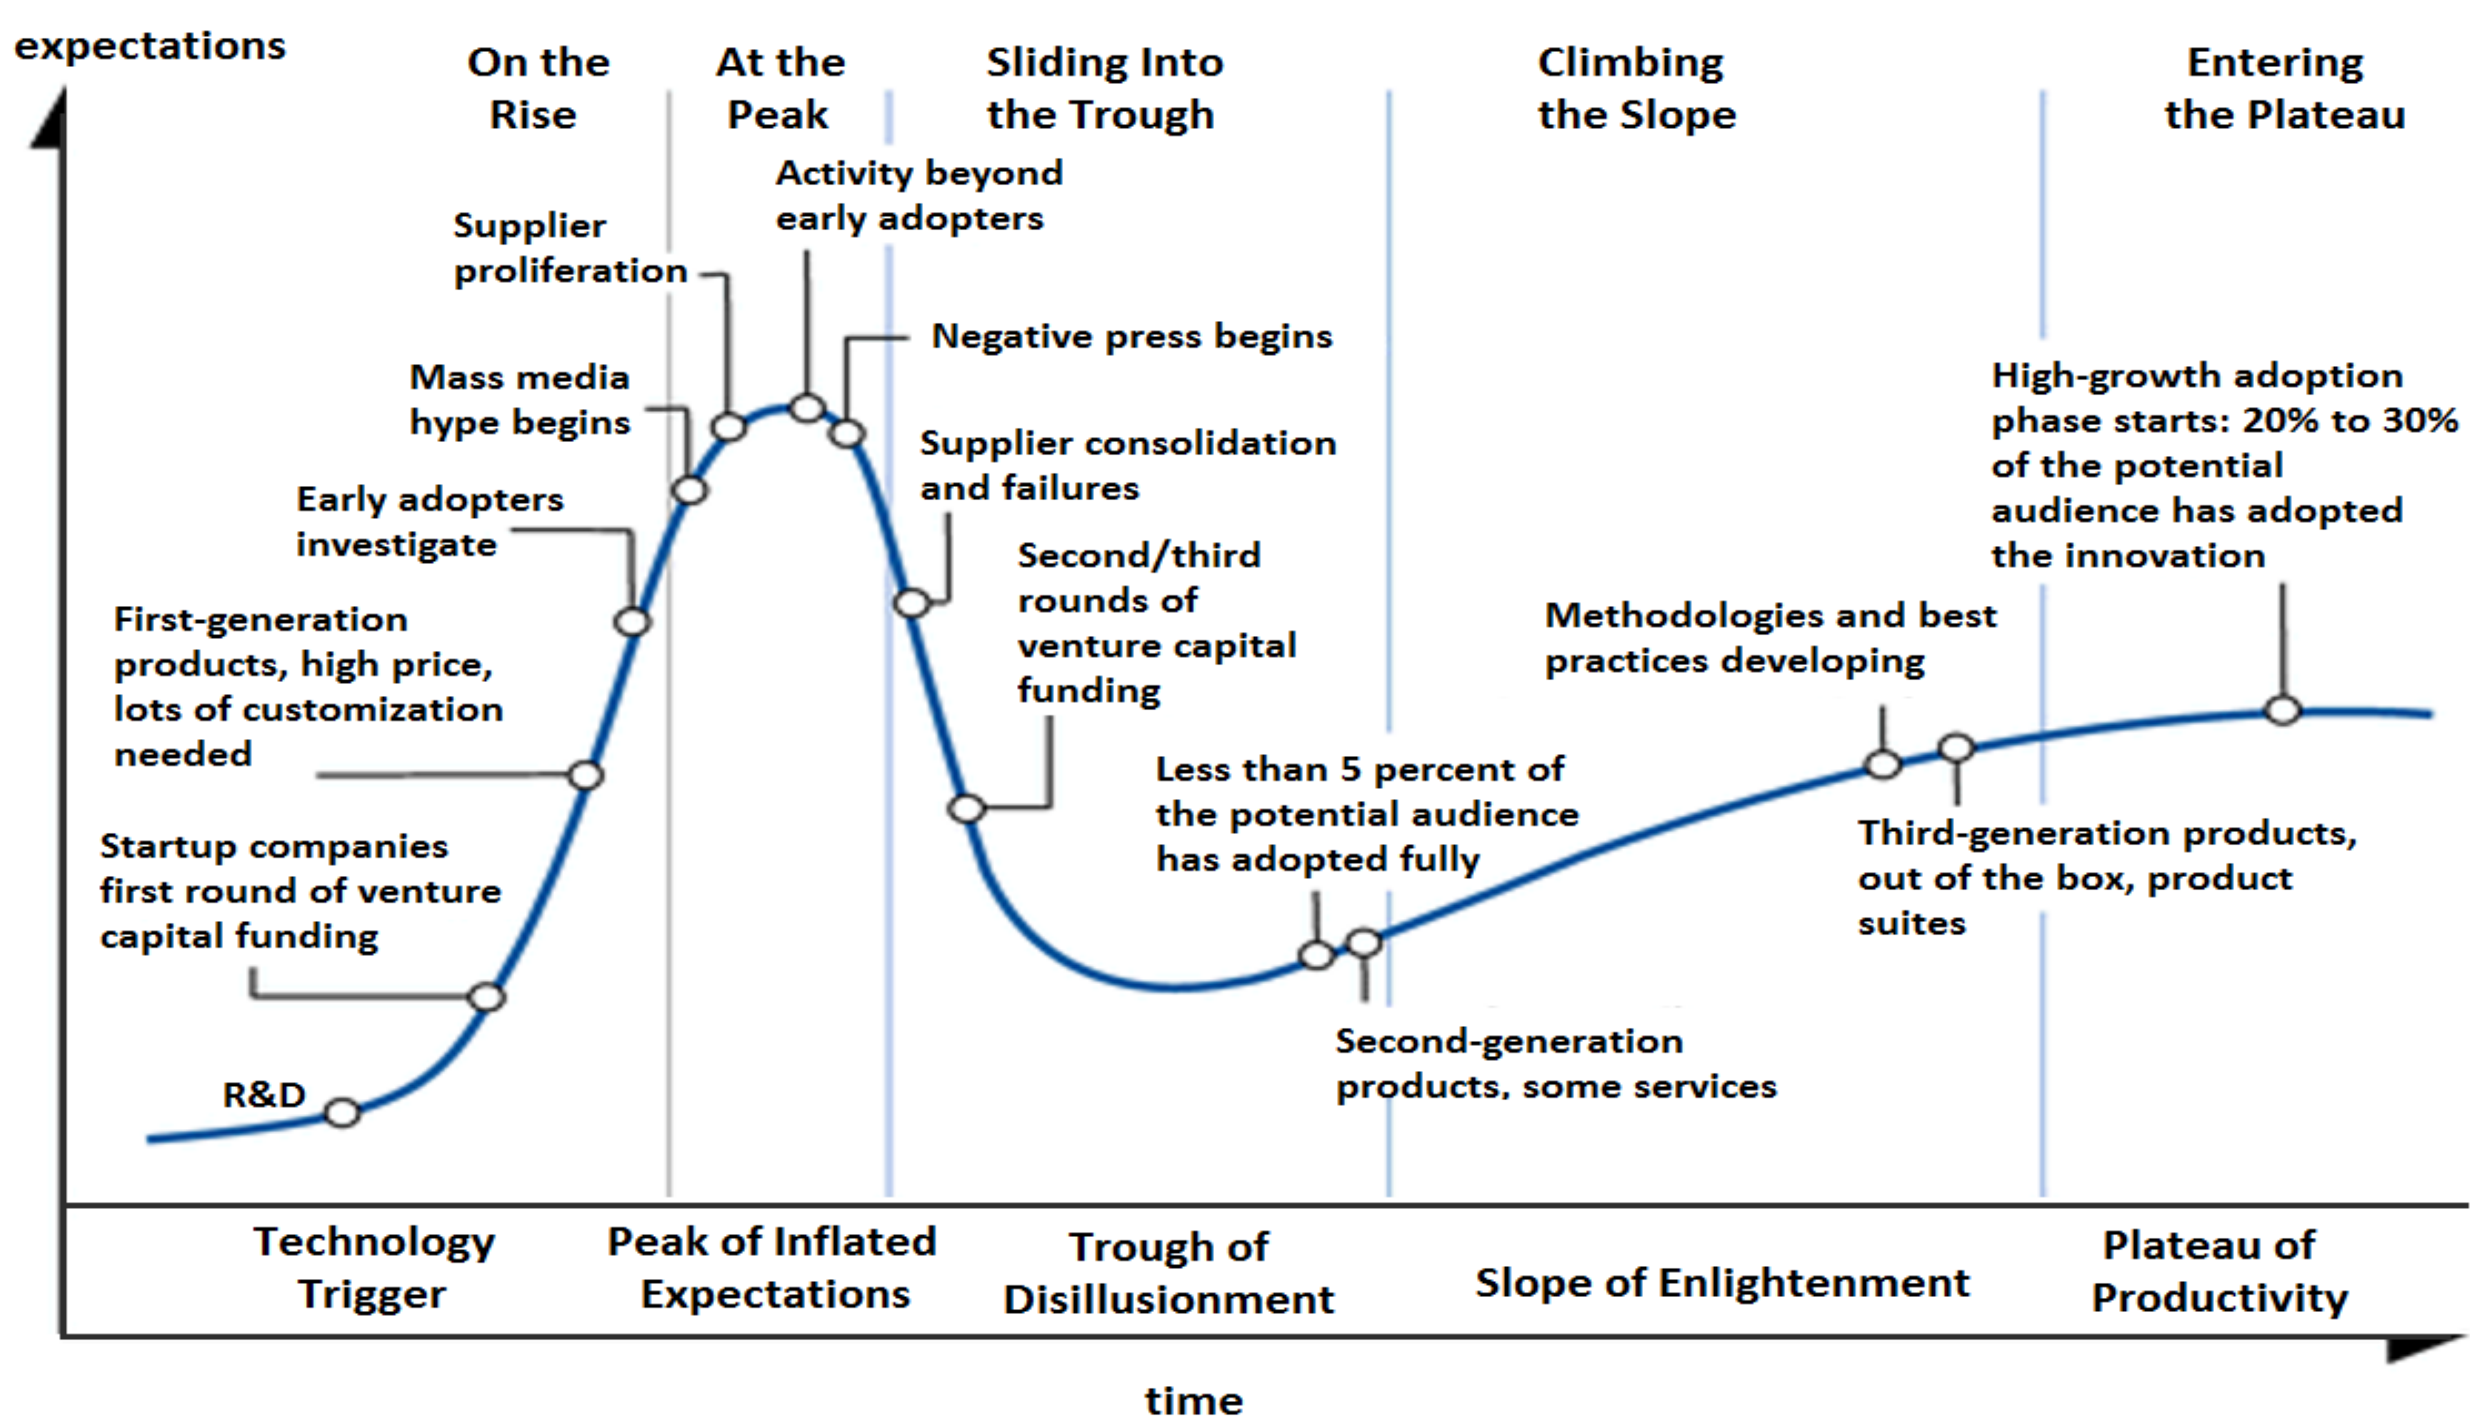 expectations
On the
Rise
At the
Peak
Sliding Into
the Trough
Climbing
the Slope
Entering
the Plateau
Activity beyond
early adopters
Supplier
proliferation
Negative press begins
Mass media
hype begins
High-growth adoption
phase starts: 20% to 30%
of the potential
audience has adopted
the innovation
Supplier consolidation
and failures
Early adopters
investigate
Second/third
rounds of
venture capital
funding
First-generation
products, high price,
lots of customization
needed
Methodologies and best
practices developing
Less than 5 percent of
the potential audience
has adopted fully
Startup companies
first round of venture
capital funding
Third-generation products,
out of the box, product
suites
Second-generation
products, some services
R&D
Technology
Trigger
Peak of Inflated
Expectations
Trough of
Disillusionment
Slope of Enlightenment
Plateau of
Productivity
time